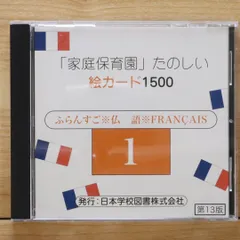 「家庭保育園」たのしい
絵カード1500
ふらんすご※仏　語※FRANÇAIS
1
発行：日本学校図書株式会社
第13版